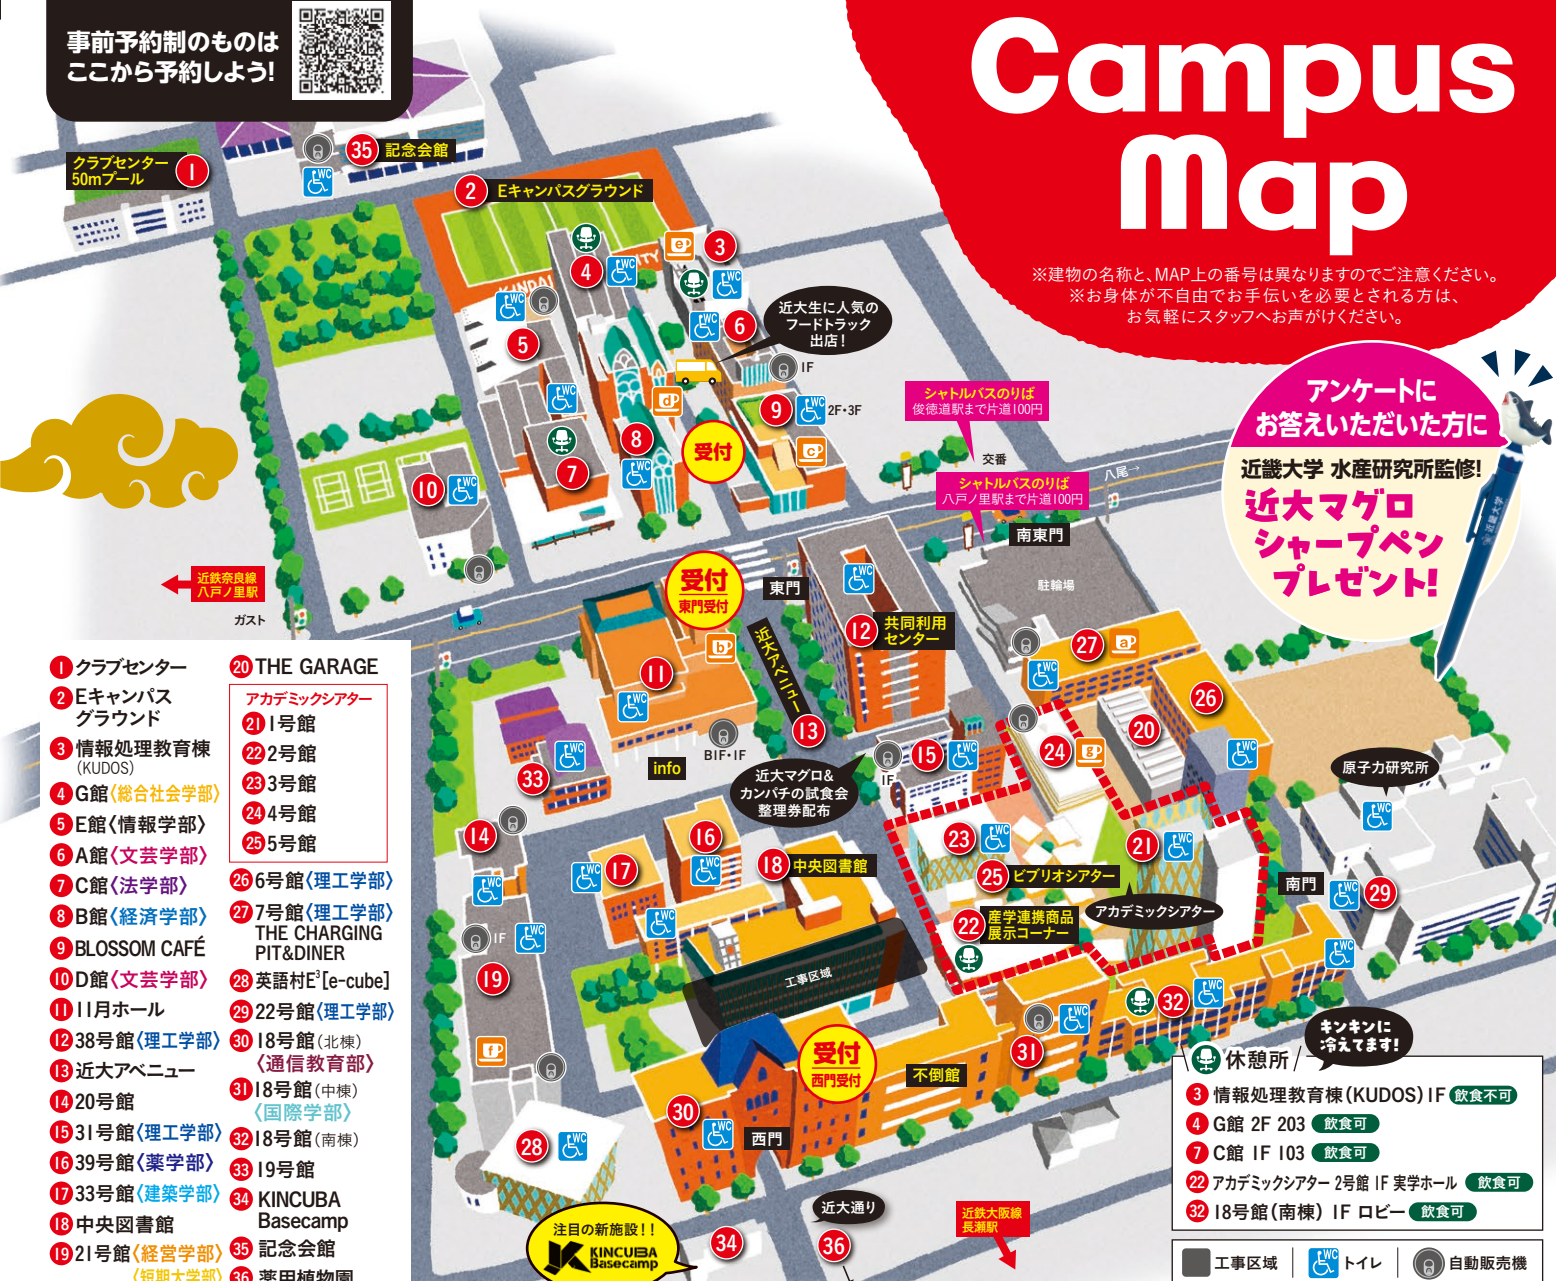 事前予約制のものは
ここから予約しよう!
Campus
Map
※建物の名称と、MAP上の番号は異なりますのでご注意ください。
※お身体が不自由でお手伝いを必要とされる方は、
お気軽にスタッフへお声がけください。
クラブセンター
50mプール
1
35 記念会館
2 Eキャンパスグラウンド
KINDAI
4
3
e
5
6
近大生に人気の
フードトラック
出店!
1F
d
9
2F・3F
8
受付
c
7
10
シャトルバスのりば
俊徳道駅まで片道100円
交番
八尾→
シャトルバスのりば
八戸ノ里駅まで片道100円
南東門
駐輪場
アンケートに
お答えいただいた方に
近畿大学 水産研究所監修!
近大マグロ
シャープペン
プレゼント!
近畿大学
近鉄奈良線
八戸ノ里駅
ガスト
受付
東門受付
東門
12 共同利用
センター
近大アベニュー
13
b
11
27
a
26
20
24
g
15
1F
info
B1F・1F
33
近大マグロ&
カンパチの試食会
整理券配布
原子力研究所
14
16
17
18 中央図書館
23
21
25 ビブリオシアター
アカデミックシアター
22 産学連携商品
展示コーナー
南門
29
工事区域
1F
19
f
受付
西門受付
不倒館
31
32
30
西門
28
注目の新施設!!
KINCUBA
Basecamp
34
近大通り
36
近鉄大阪線
長瀬駅
1 クラブセンター
2 Eキャンパス
グラウンド
3 情報処理教育棟
(KUDOS)
4 G館〈総合社会学部〉
5 E館〈情報学部〉
6 A館〈文芸学部〉
7 C館〈法学部〉
8 B館〈経済学部〉
9 BLOSSOM CAFÉ
10 D館〈文芸学部〉
11 11月ホール
12 38号館〈理工学部〉
13 近大アベニュー
14 20号館
15 31号館〈理工学部〉
16 39号館〈薬学部〉
17 33号館〈建築学部〉
18 中央図書館
19 21号館〈経営学部〉
〈短期大学部〉
20 THE GARAGE
アカデミックシアター
21 1号館
22 2号館
23 3号館
24 4号館
25 5号館
26 6号館〈理工学部〉
27 7号館〈理工学部〉
THE CHARGING
PIT&DINER
28 英語村E³[e-cube]
29 22号館〈理工学部〉
30 18号館(北棟)
〈通信教育部〉
31 18号館(中棟)
〈国際学部〉
32 18号館(南棟)
33 19号館
34 KINCUBA
Basecamp
35 記念会館
36 薬用植物園
キンキンに
冷えてます!
休憩所
3 情報処理教育棟(KUDOS)1F 飲食不可
4 G館 2F 203 飲食可
7 C館 1F 103 飲食可
22 アカデミックシアター 2号館 1F 実学ホール 飲食可
32 18号館(南棟) 1F ロビー 飲食可
工事区域
WC トイレ
自動販売機